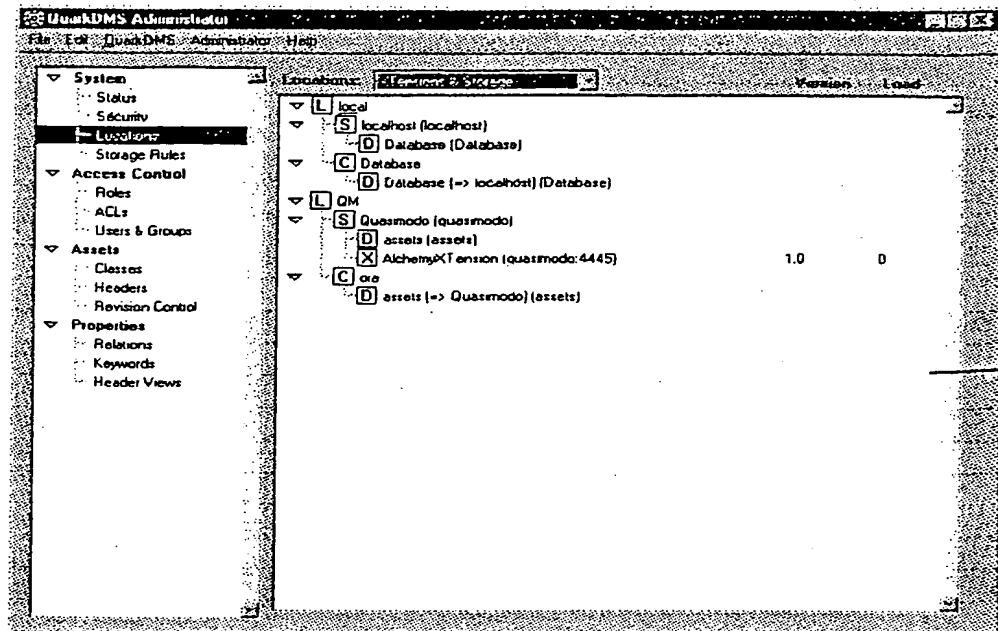 QuarkDMS Administrator
File Edit QuarkDMS Administrator Help
System
Status
Security
Locations
Storage Rules
Access Control
Roles
ACLs
Users & Groups
Assets
Classes
Headers
Revision Control
Properties
Relations
Keywords
Header Views
Locations: XTensions & Storage Version Load
L local
S localhost (localhost)
D Database (Database)
C Database
D Database (=> localhost) (Database)
L QM
S Quasimodo (quasimodo)
D assets (assets)
X AlchemyXTension (quasimodo:4445) 1.0 0
C ora
D assets (=> Quasimodo) (assets)